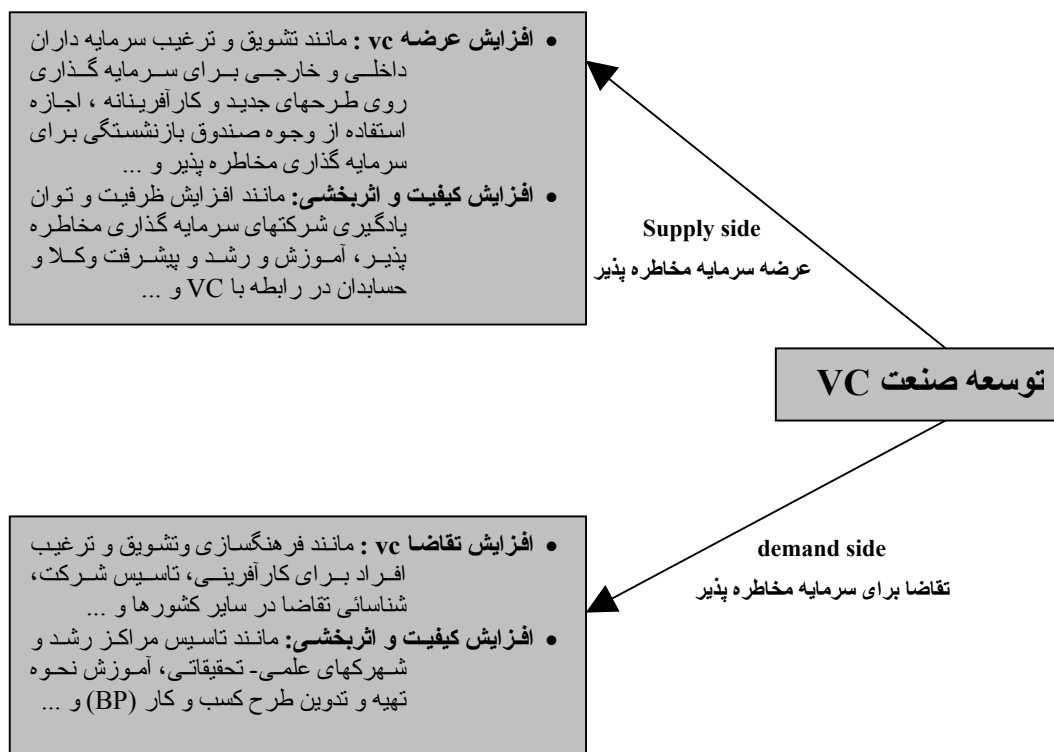 • افزایش عرضه vc : مانند تشویق و ترغیب سرمایه داران
داخلی و خارجی برای سرمایه گذاری
روی طرحهای جدید و کارآفرینانه ، اجازه
استفاده از وجوه صندوق بازنشستگی برای
سرمایه گذاری مخاطره پذیر و ...
• افزایش کیفیت و اثربخشی: مانند افزایش ظرفیت و توان
یادگیری شرکتهای سرمایه گذاری مخاطره
پذیر، آموزش و رشد و پیشرفت وکلا و
حسابدان در رابطه با VC و ...
Supply side
عرضه سرمایه مخاطره پذیر
توسعه صنعت VC
demand side
تقاضا برای سرمایه مخاطره پذیر
• افزایش تقاضا vc : مانند فرهنگسازی وتشویق و ترغیب
افراد برای کارآفرینی، تاسیس شرکت،
شناسائی تقاضا در سایر کشورها و ...
• افزایش کیفیت و اثربخشی: مانند تاسیس مراکز رشد و
شهرکهای علمی- تحقیقاتی، آموزش نحوه
تهیه و تدوین طرح کسب و کار (BP) و ...